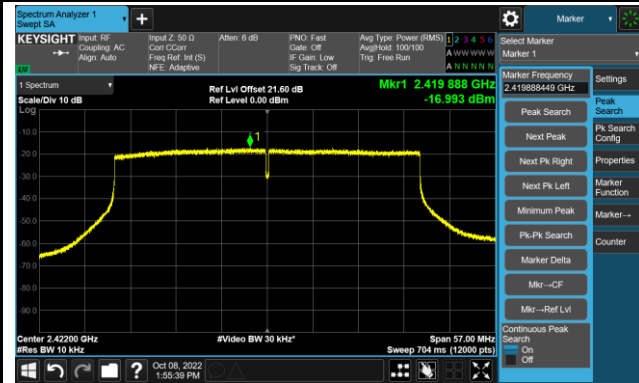 Spectrum Analyzer 1
Swept SA
Marker
KEYSIGHT
Input: RF
Coupling: AC
Align: Auto
Input Z: 50 Ω
Corr CCorr
Freq Ref: Int (S)
NFE: Adaptive
Atten: 6 dB
PNO: Fast
Gate: Off
IF Gain: Low
Sig Track: Off
Avg Type: Power (RMS)
Avg|Hold: 100/100
Trig: Free Run
1 2 3 4 5 6
A W W W W W
A N N N N N
Select Marker
Marker 1
LXI
1 Spectrum
Scale/Div 10 dB
Ref Lvl Offset 21.60 dB
Ref Level 0.00 dBm
Mkr1 2.419 888 GHz
-16.993 dBm
Log
1
-10.0
-20.0
-30.0
-40.0
-50.0
-60.0
-70.0
-80.0
-90.0
Center 2.42200 GHz
#Res BW 10 kHz
#Video BW 30 kHz*
Span 57.00 MHz
Sweep 704 ms (12000 pts)
Marker Frequency
2.419888449 GHz
Peak Search
Next Peak
Next Pk Right
Next Pk Left
Minimum Peak
Pk-Pk Search
Marker Delta
Mkr→CF
Mkr→Ref Lvl
Continuous Peak
Search
On
Off
Settings
Peak
Search
Pk Search
Config
Properties
Marker
Function
Marker→
Counter
Oct 08, 2022
1:55:39 PM